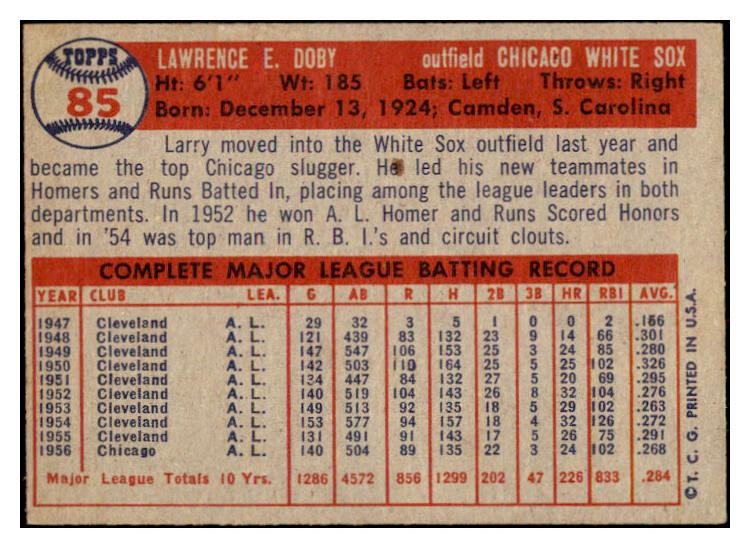 TOPPS
85
LAWRENCE E. DOBY outfield CHICAGO WHITE SOX
Ht: 6'1" Wt: 185 Bats: Left Throws: Right
Born: December 13, 1924; Camden, S. Carolina
Larry moved into the White Sox outfield last year and
became the top Chicago slugger. He led his new teammates in
Homers and Runs Batted In, placing among the league leaders in both
departments. In 1952 he won A. L. Homer and Runs Scored Honors
and in '54 was top man in R. B. I.'s and circuit clouts.
COMPLETE MAJOR LEAGUE BATTING RECORD
YEAR CLUB LEA. G AB R H 2B 3B HR RBI AVG.
1947 Cleveland A. L. 29 32 3 5 1 0 0 2 .156
1948 Cleveland A. L. 121 439 83 132 23 9 14 66 .301
1949 Cleveland A. L. 147 547 106 153 25 3 24 85 .280
1950 Cleveland A. L. 142 503 110 164 25 5 25 102 .326
1951 Cleveland A. L. 134 447 84 132 27 5 20 69 .295
1952 Cleveland A. L. 140 519 104 143 26 8 32 104 .276
1953 Cleveland A. L. 149 513 92 135 18 5 29 102 .263
1954 Cleveland A. L. 153 577 94 157 18 4 32 126 .272
1955 Cleveland A. L. 131 491 91 143 17 5 26 75 .291
1956 Chicago A. L. 140 504 89 135 22 3 24 102 .268
Major League Totals 10 Yrs. 1286 4572 856 1299 202 47 226 833 .284
©T. C. G. PRINTED IN U.S.A.